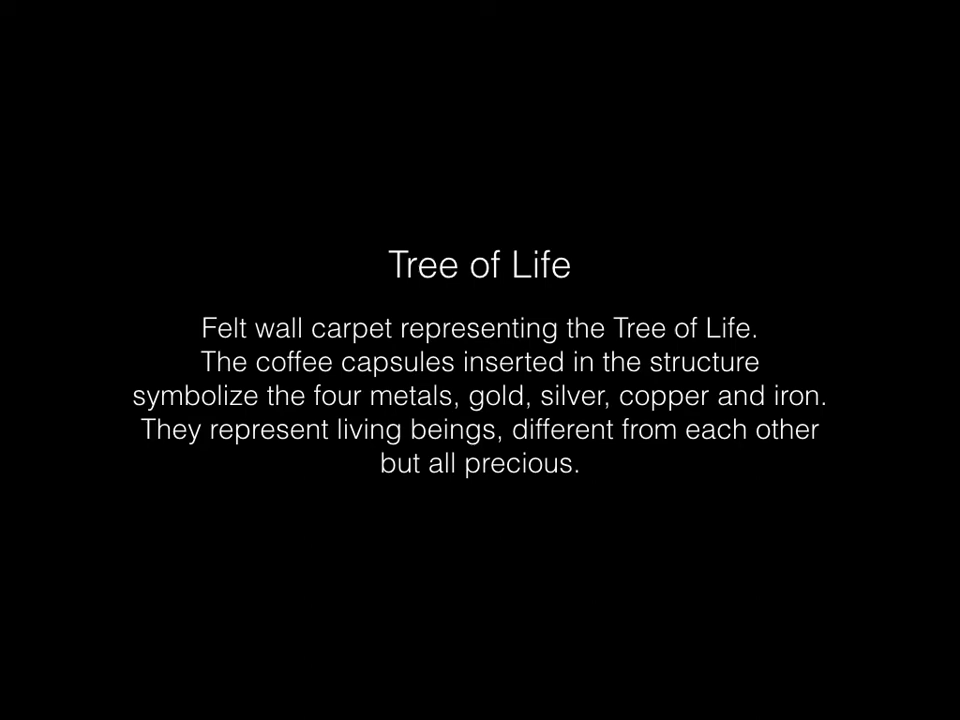 Tree of Life
Felt wall carpet representing the Tree of Life.
The coffee capsules inserted in the structure
symbolize the four metals, gold, silver, copper and iron.
They represent living beings, different from each other
but all precious.